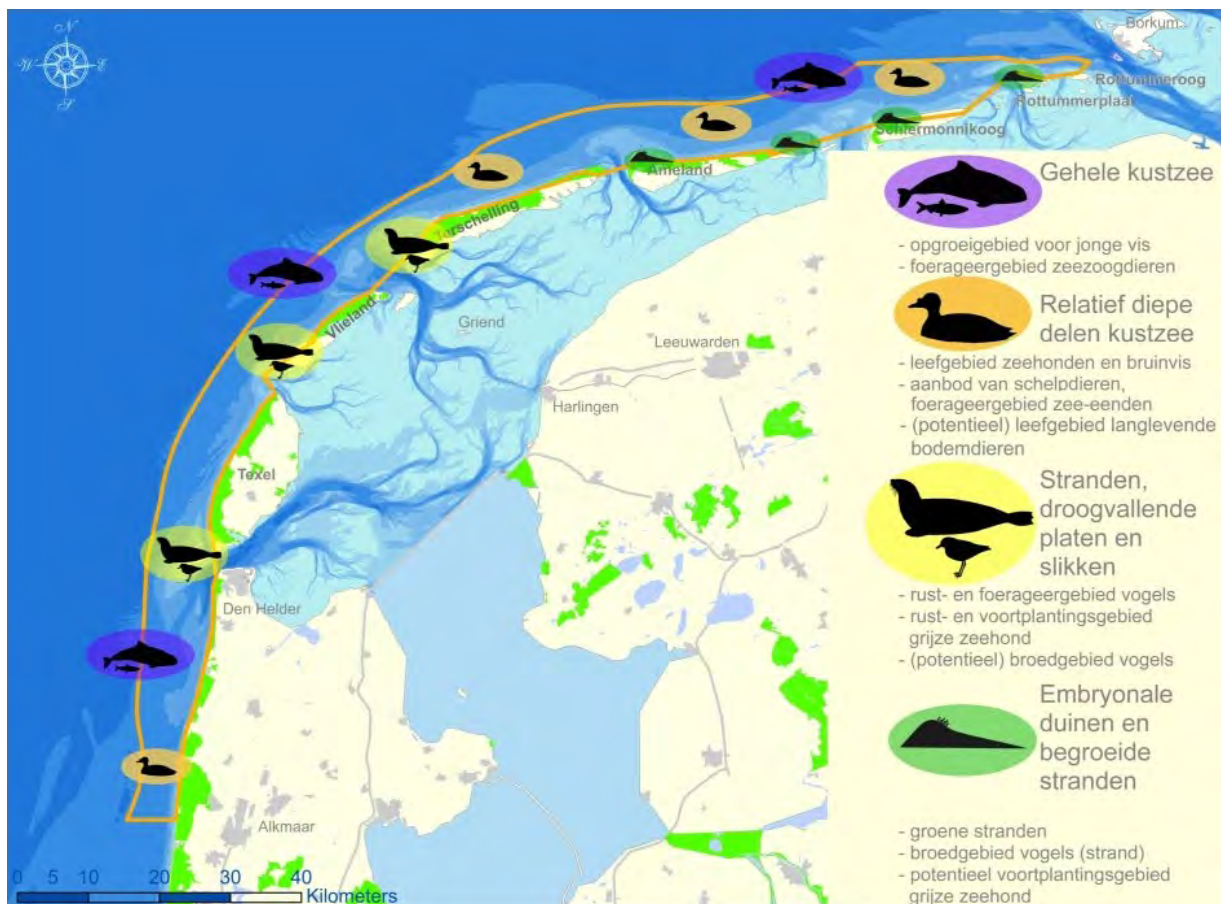 N
W E
S
Borkum
Rottummeroog
Rottummerplaat
Schiermonnikoog
Ameland
Terschelling
Vlieland
Griend
Leeuwarden
Harlingen
Texel
Den Helder
Alkmaar
0 5 10 20 30 40
Kilometers
Gehele kustzee
- opgroeigebied voor jonge vis
- foerageergebied zeezoogdieren
Relatief diepe
delen kustzee
- leefgebied zeehonden en bruinvis
- aanbod van schelpdieren,
foerageergebied zee-eenden
- (potentieel) leefgebied langlevende
bodemdieren
Stranden,
droogvallende
platen en
slikken
- rust- en foerageergebied vogels
- rust- en voortplantingsgebied
grijze zeehond
- (potentieel) broedgebied vogels
Embryonale
duinen en
begroeide
stranden
- groene stranden
- broedgebied vogels (strand)
- potentieel voortplantingsgebied
grijze zeehond